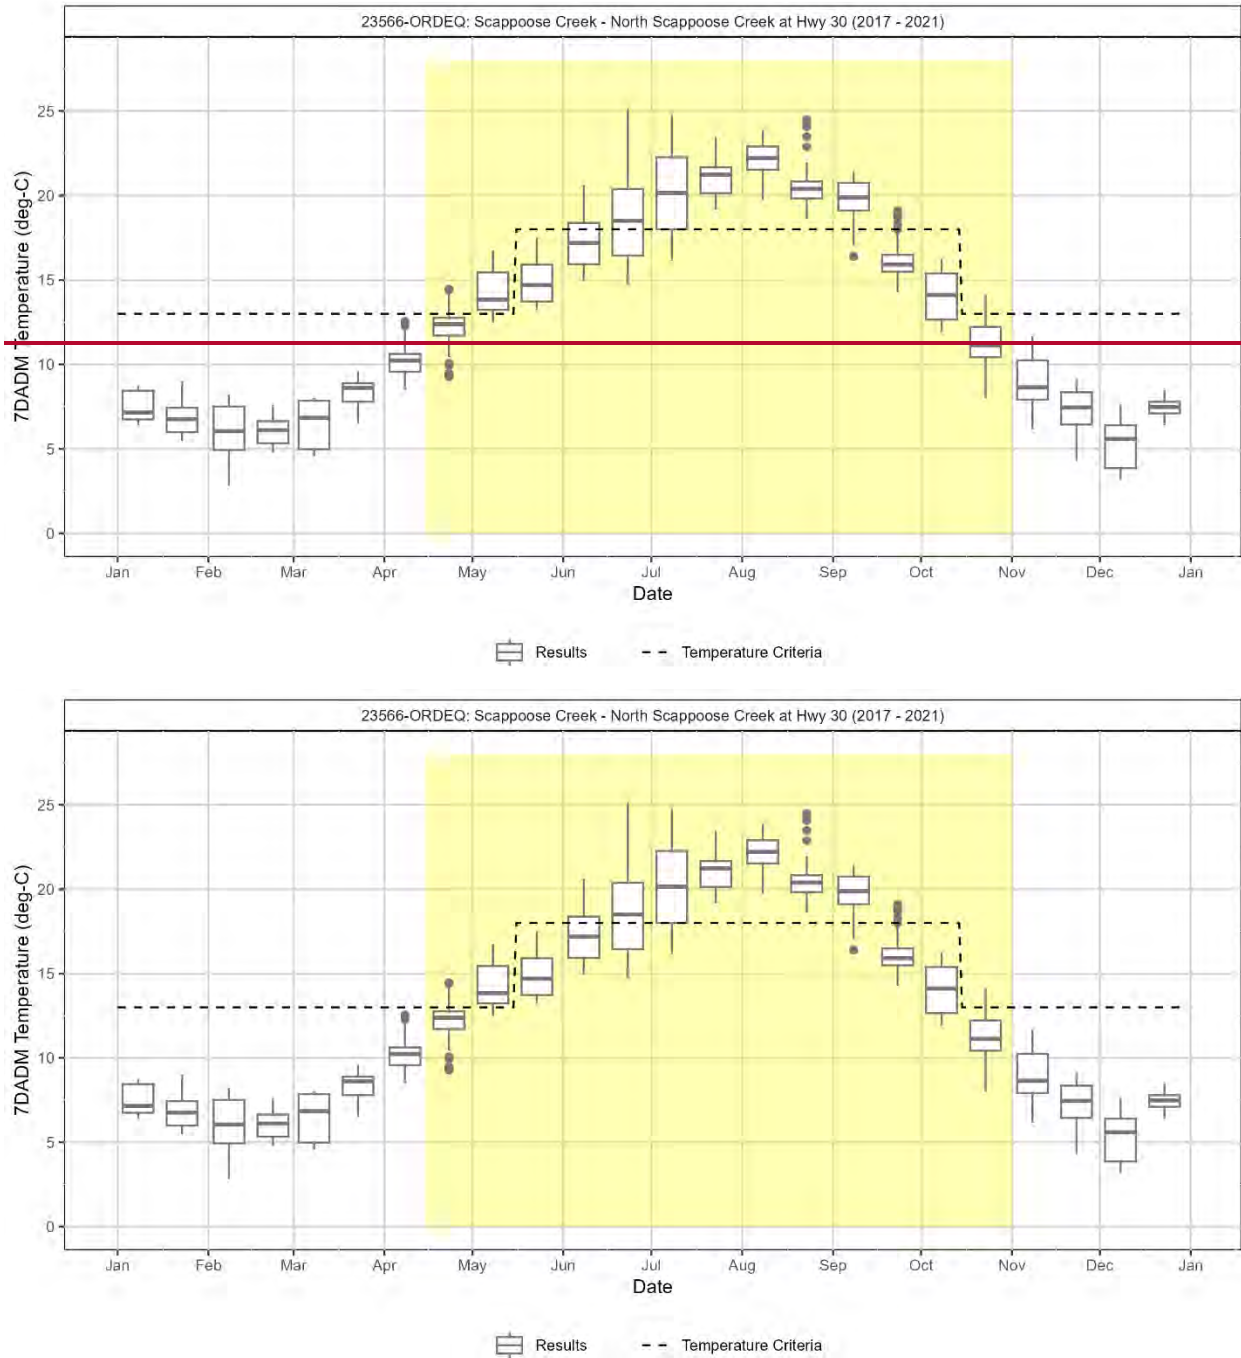 23566-ORDEQ: Scappoose Creek - North Scappoose Creek at Hwy 30 (2017 - 2021)
7DADM Temperature (deg-C)
25
20
15
10
5
0
Jan Feb Mar Apr May Jun Jul Aug Sep Oct Nov Dec Jan
Date
Results Temperature Criteria
23566-ORDEQ: Scappoose Creek - North Scappoose Creek at Hwy 30 (2017 - 2021)
7DADM Temperature (deg-C)
25
20
15
10
5
0
Jan Feb Mar Apr May Jun Jul Aug Sep Oct Nov Dec Jan
Date
Results Temperature Criteria